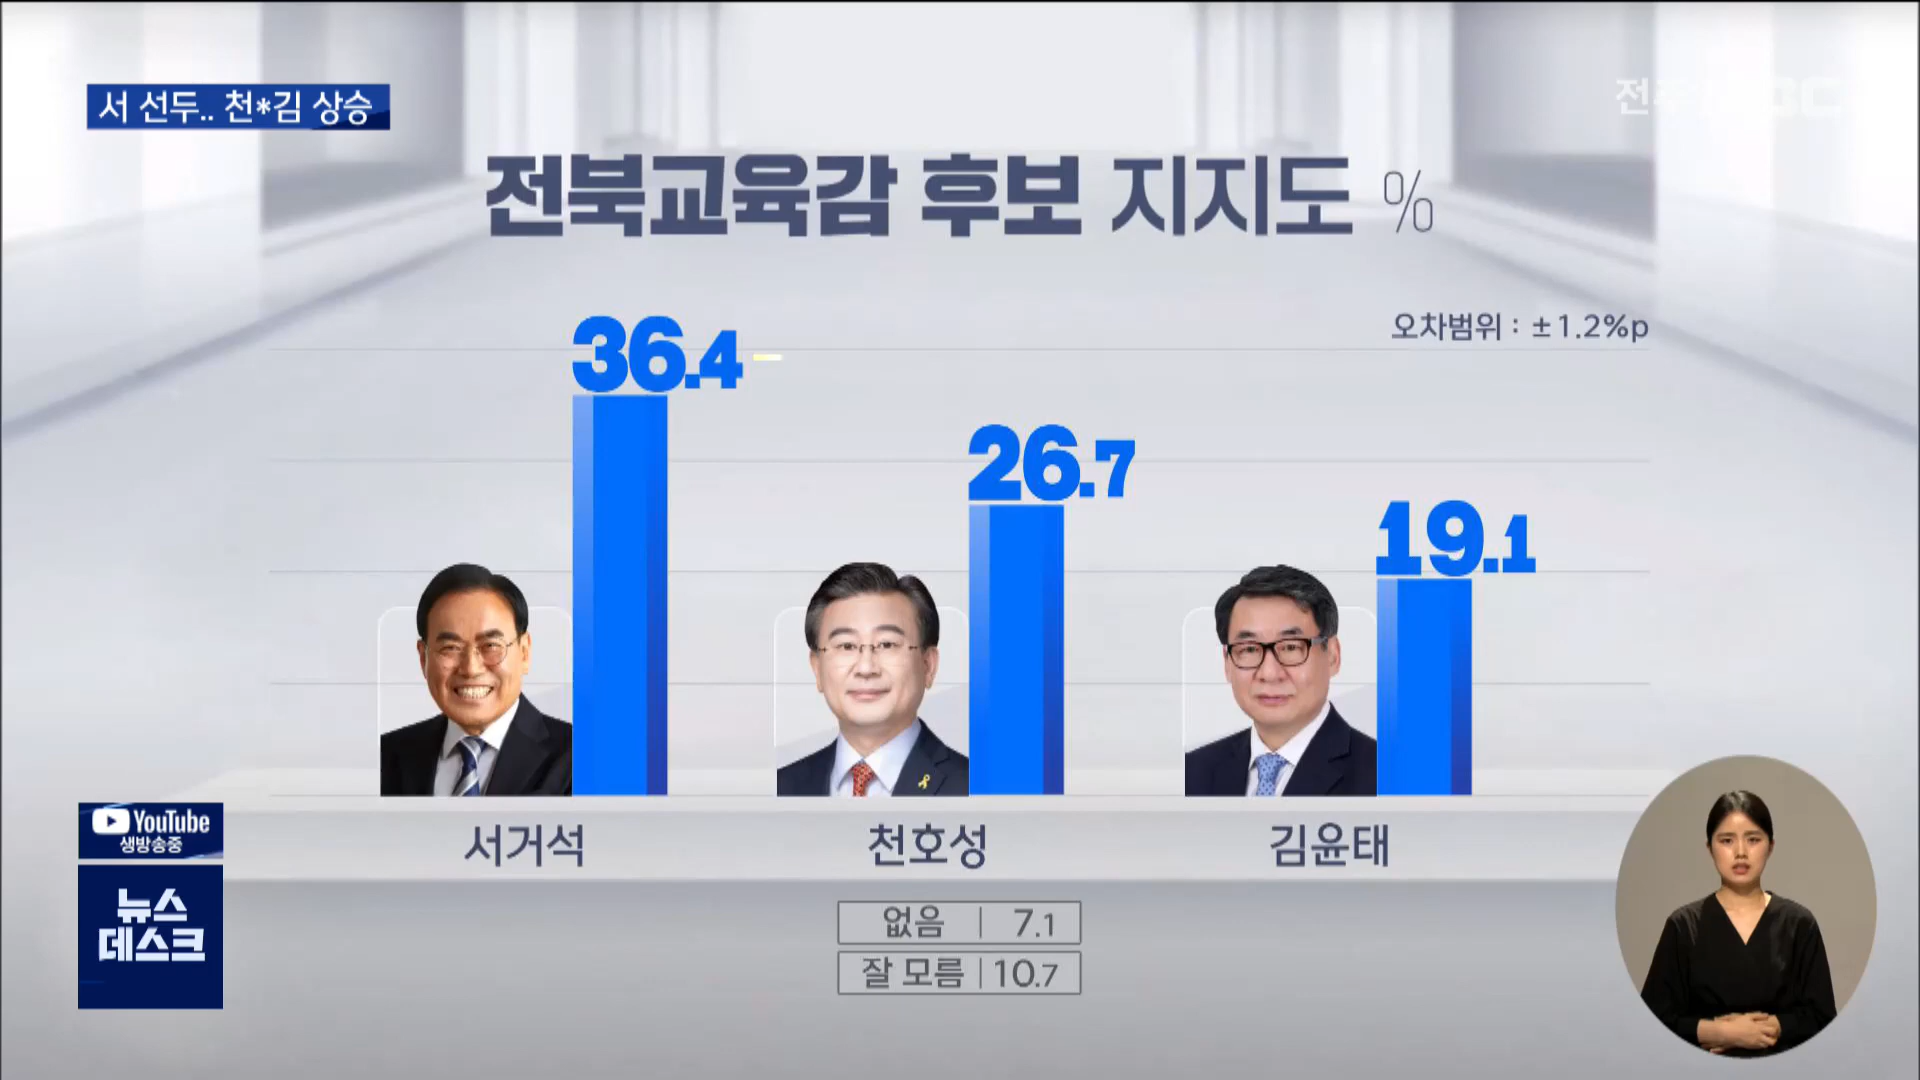 서 선두.. 천*김 상승
전북교육감 후보 지지도 %
오차범위 : ±1.2%p
36.4
26.7
19.1
서거석
천호성
김윤태
없음 | 7.1
잘 모름 | 10.7
YouTube
생방송중
뉴스
데스크